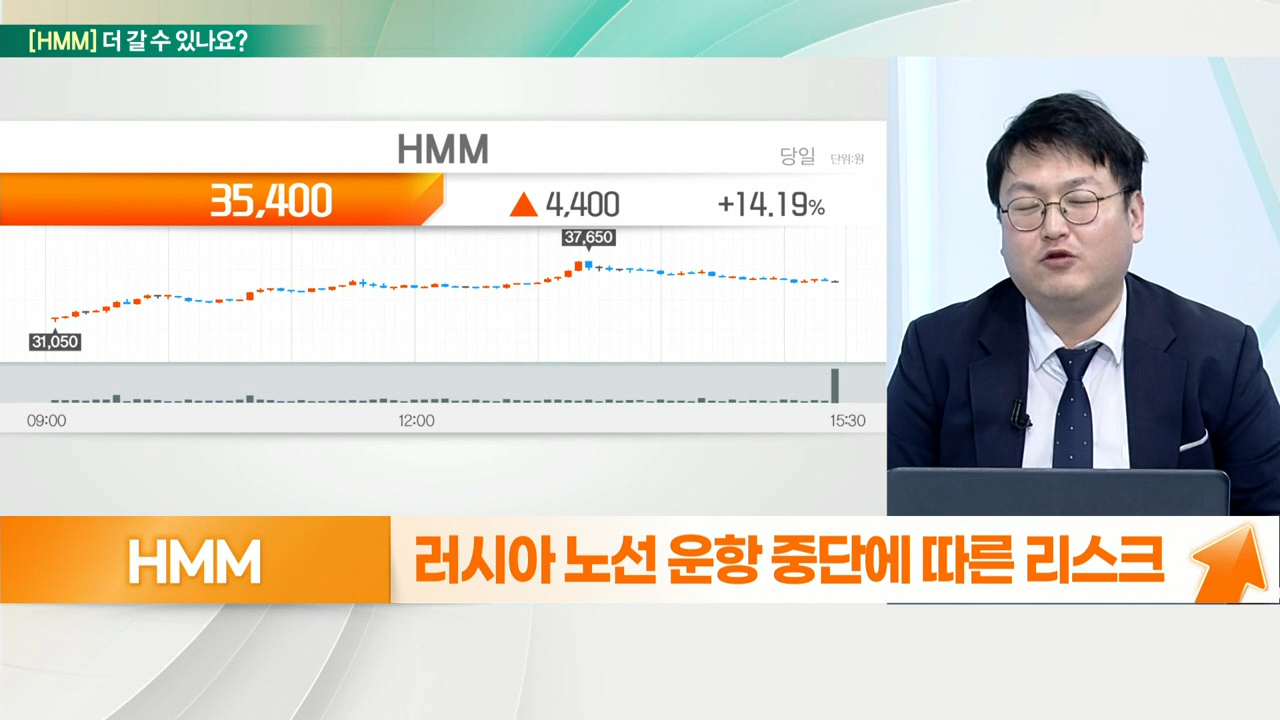 [HMM] 더 갈 수 있나요?
HMM
당일 단위:원
35,400 ▲ 4,400 +14.19%
37,650
31,050
09:00 12:00 15:30
HMM 러시아 노선 운항 중단에 따른 리스크